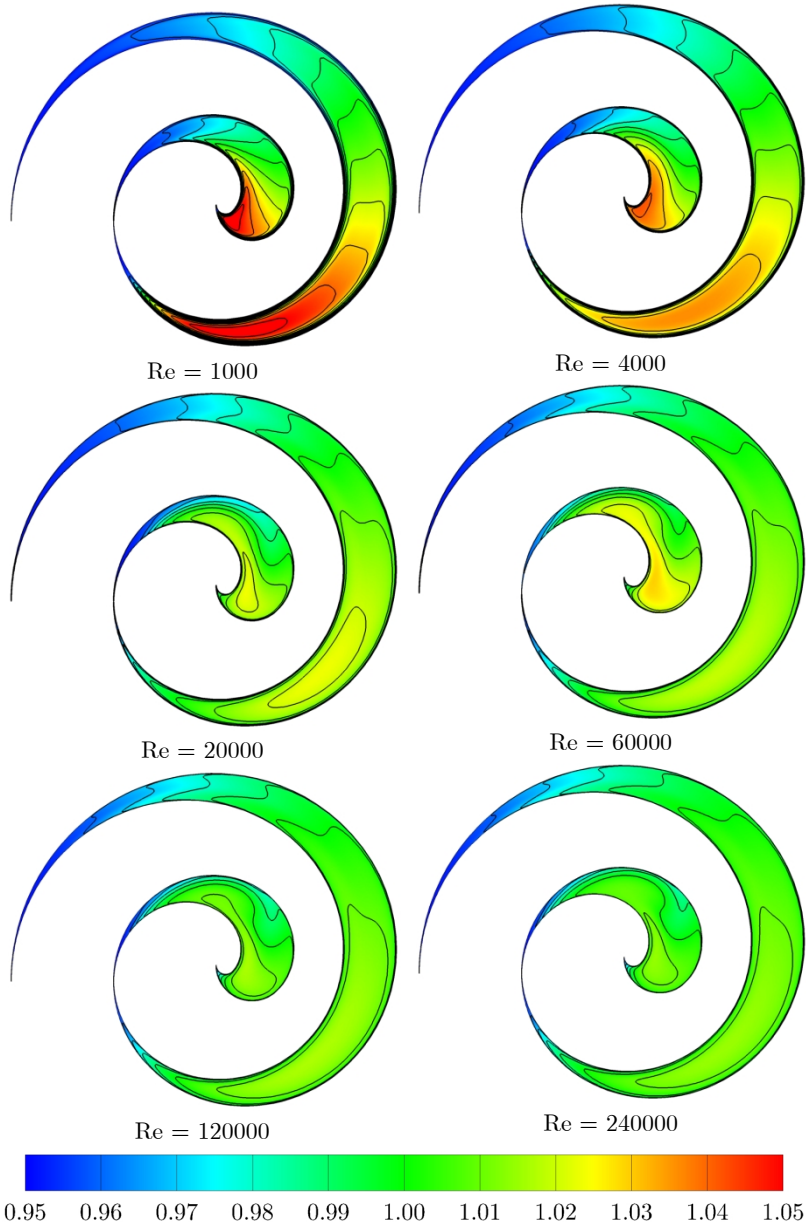 Re = 1000
Re = 4000
Re = 20000
Re = 60000
Re = 120000
Re = 240000
0.95 0.96 0.97 0.98 0.99 1.00 1.01 1.02 1.03 1.04 1.05